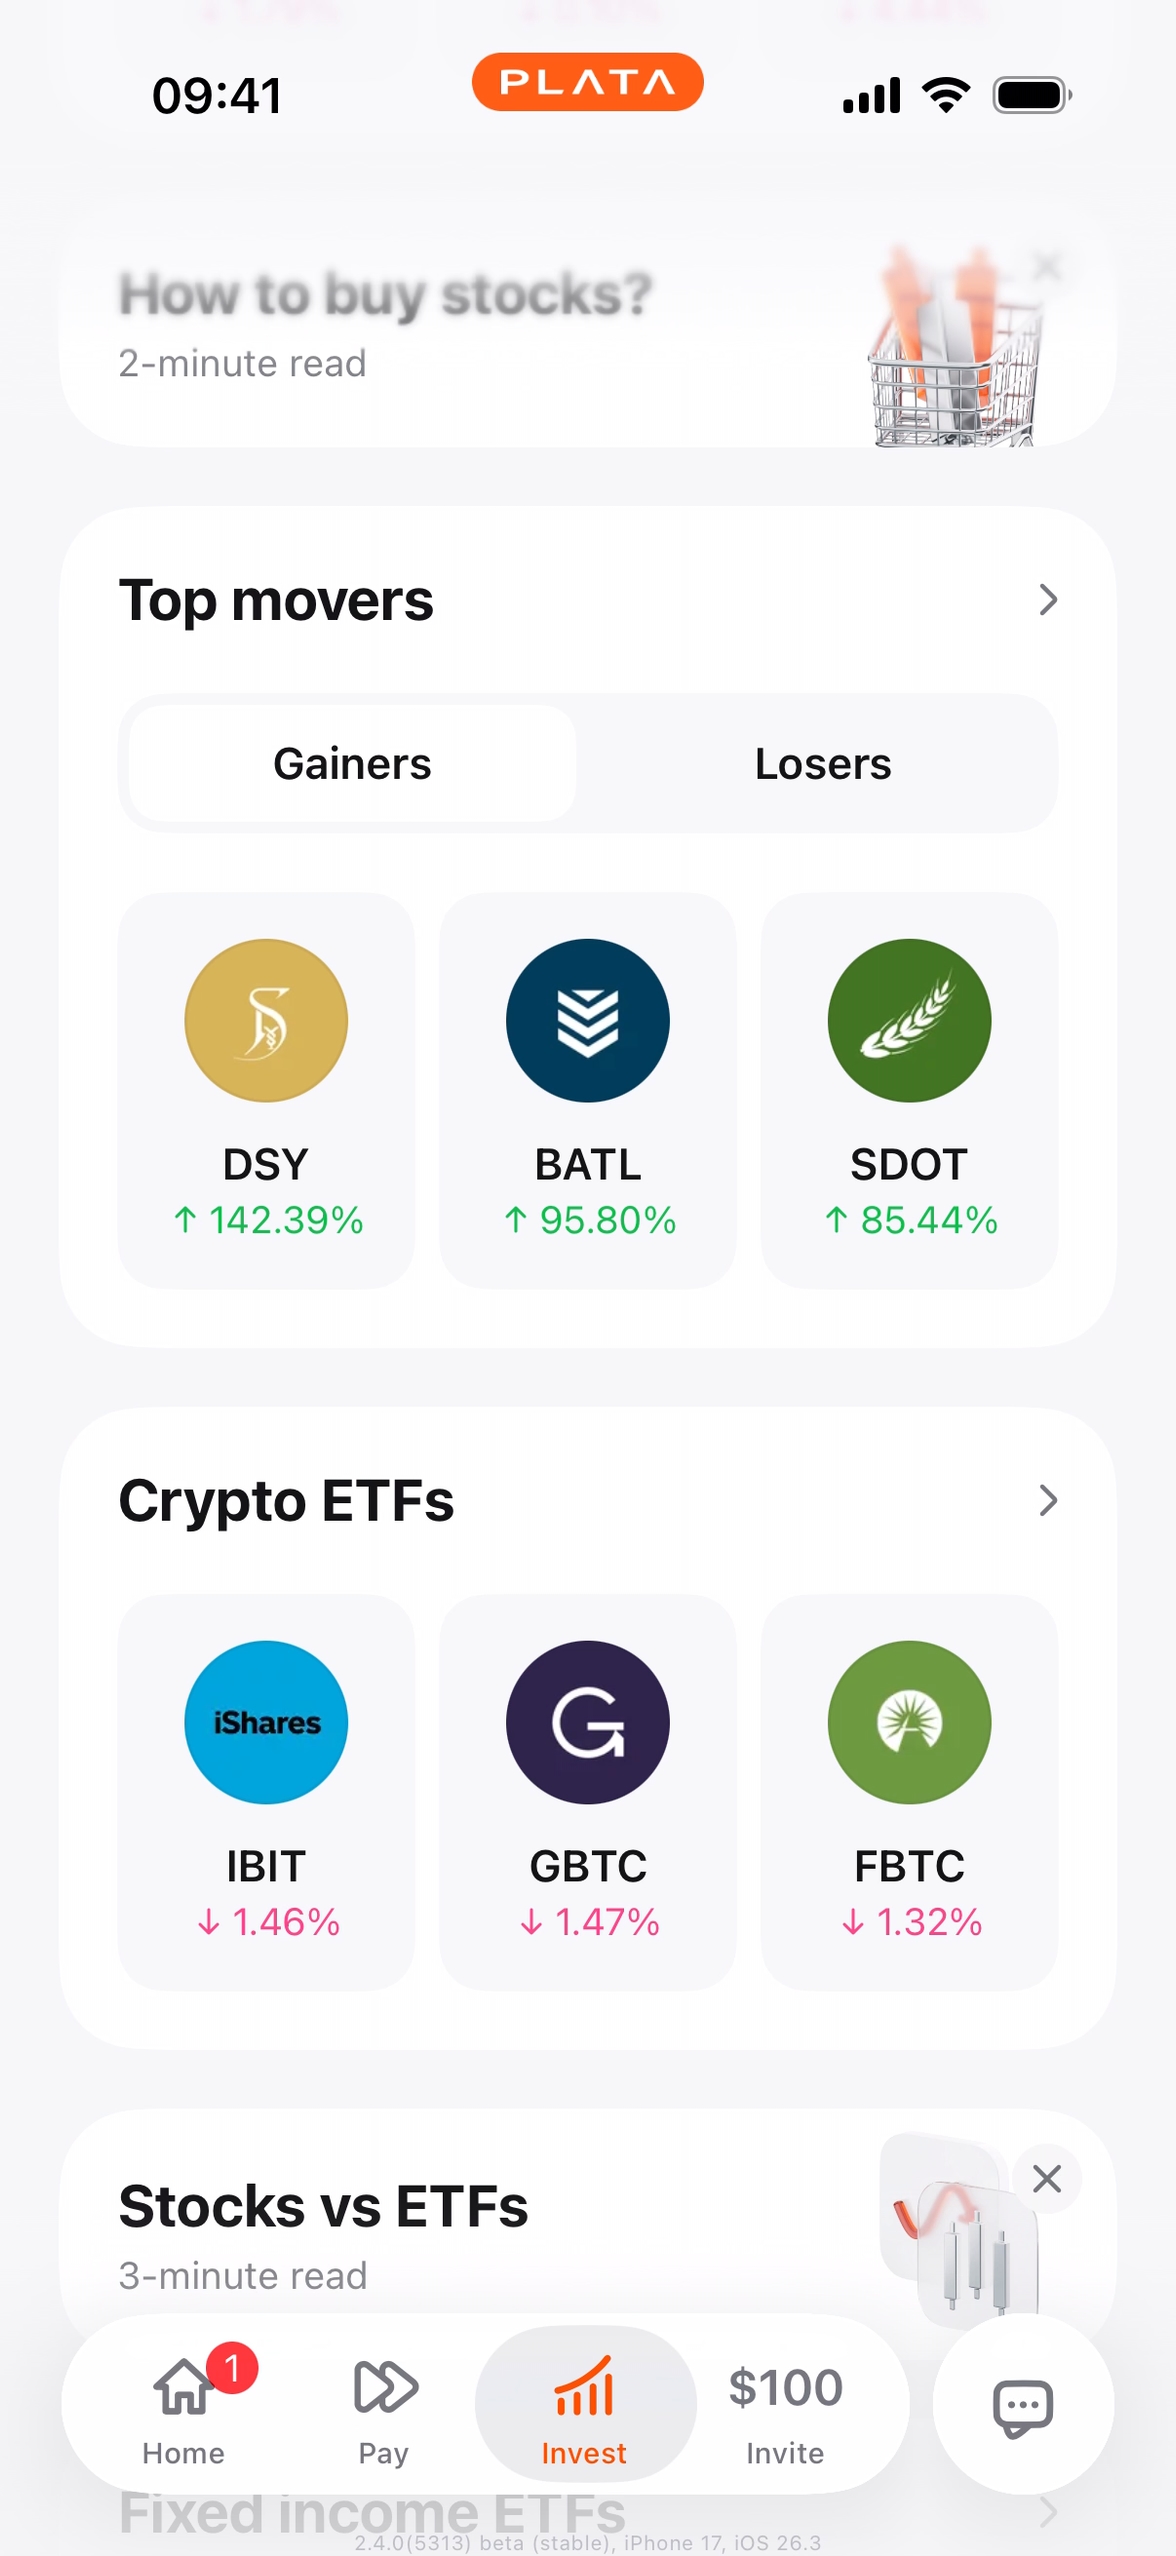 09:41
PLATA
How to buy stocks?
2-minute read
Top movers
Gainers
Losers
DSY
↑ 142.39%
BATL
↑ 95.80%
SDOT
↑ 85.44%
Crypto ETFs
iShares
IBIT
↓ 1.46%
GBTC
↓ 1.47%
FBTC
↓ 1.32%
Stocks vs ETFs
3-minute read
1
Home
Pay
Invest
$100
Invite
Fixed income ETFs
2.4.0(5313) beta (stable), iPhone 17, iOS 26.3